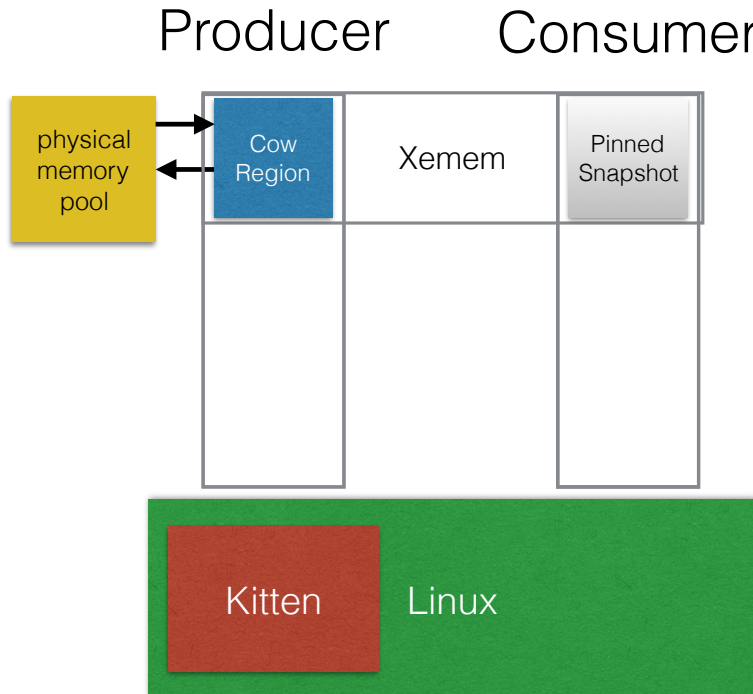 Producer
Consumer
physical
memory
pool
Cow
Region
Xemem
Pinned
Snapshot
Kitten
Linux